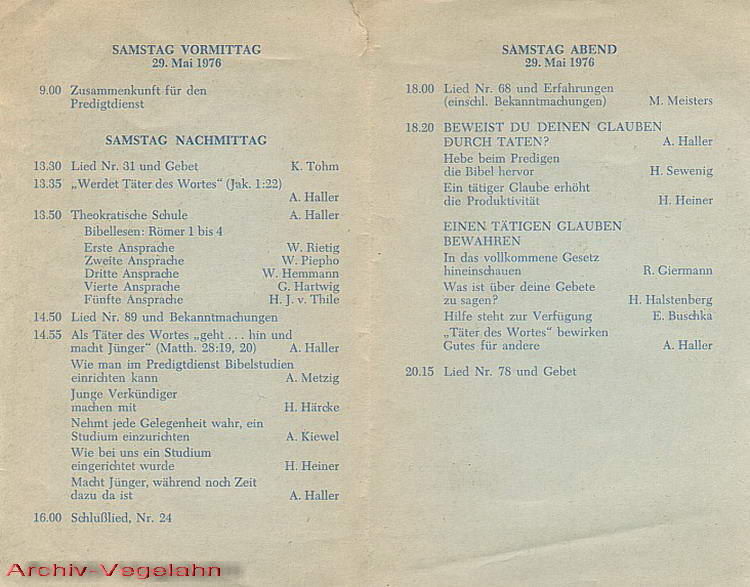 SAMSTAG VORMITTAG
29. Mai 1976
9.00 Zusammenkunft für den
Predigtdienst
SAMSTAG NACHMITTAG
13.30 Lied Nr. 31 und Gebet K. Tohm
13.35 „Werdet Täter des Wortes“ (Jak. 1:22)
A. Haller
13.50 Theokratische Schule A. Haller
Bibellesen: Römer 1 bis 4
Erste Ansprache W. Rietig
Zweite Ansprache W. Piepho
Dritte Ansprache W. Hemmann
Vierte Ansprache G. Hartwig
Fünfte Ansprache H. J. v. Thile
14.50 Lied Nr. 89 und Bekanntmachungen
14.55 Als Täter des Wortes „geht . . . hin und
macht Jünger“ (Matth. 28:19, 20) A. Haller
Wie man im Predigtdienst Bibelstudien
einrichten kann A. Metzig
Junge Verkündiger
machen mit H. Härcke
Nehmt jede Gelegenheit wahr, ein
Studium einzurichten A. Kiewel
Wie bei uns ein Studium
eingerichtet wurde H. Heiner
Macht Jünger, während noch Zeit
dazu da ist A. Haller
16.00 Schlußlied, Nr. 24
SAMSTAG ABEND
29. Mai 1976
18.00 Lied Nr. 68 und Erfahrungen
(einschl. Bekanntmachungen) M. Meisters
18.20 BEWEIST DU DEINEN GLAUBEN
DURCH TATEN? A. Haller
Hebe beim Predigen
die Bibel hervor H. Sewenig
Ein tätiger Glaube erhöht
die Produktivität H. Heiner
EINEN TÄTIGEN GLAUBEN
BEWAHREN
In das vollkommene Gesetz
hineinschauen R. Giermann
Was ist über deine Gebete
zu sagen? H. Halstenberg
Hilfe steht zur Verfügung E. Buschka
„Täter des Wortes“ bewirken
Gutes für andere A. Haller
20.15 Lied Nr. 78 und Gebet
Archiv-Vegelahn